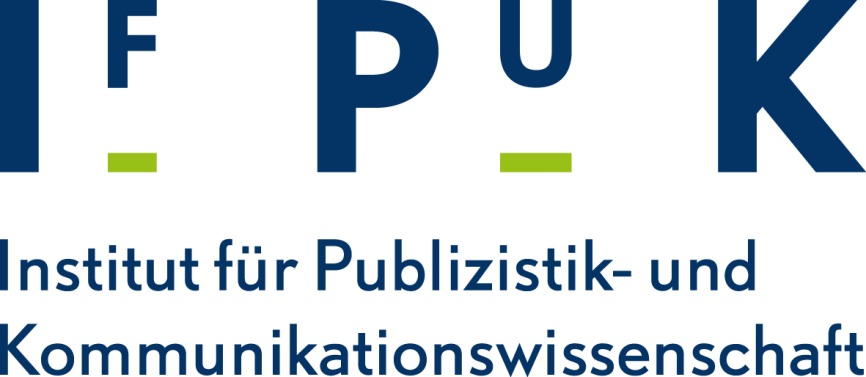 IFPUK
Institut für Publizistik- und
Kommunikationswissenschaft